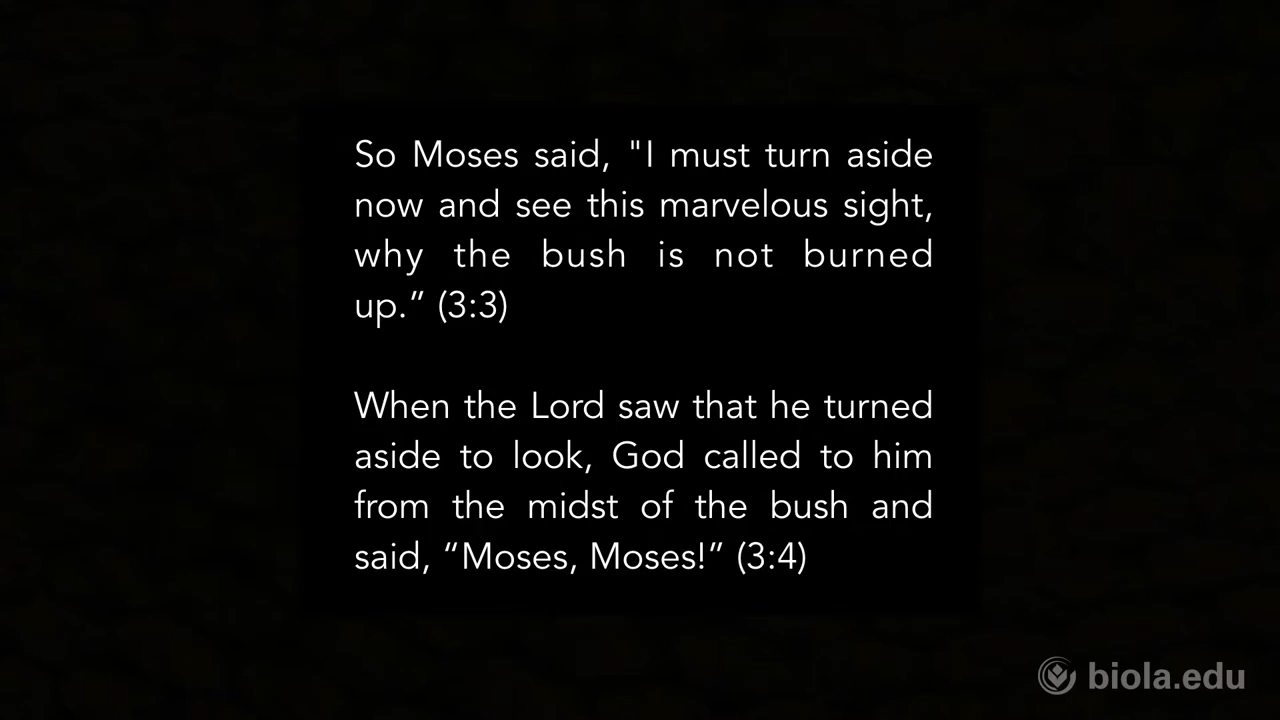 So Moses said, "I must turn aside
now and see this marvelous sight,
why the bush is not burned
up.” (3:3)
When the Lord saw that he turned
aside to look, God called to him
from the midst of the bush and
said, “Moses, Moses!” (3:4)
biola.edu